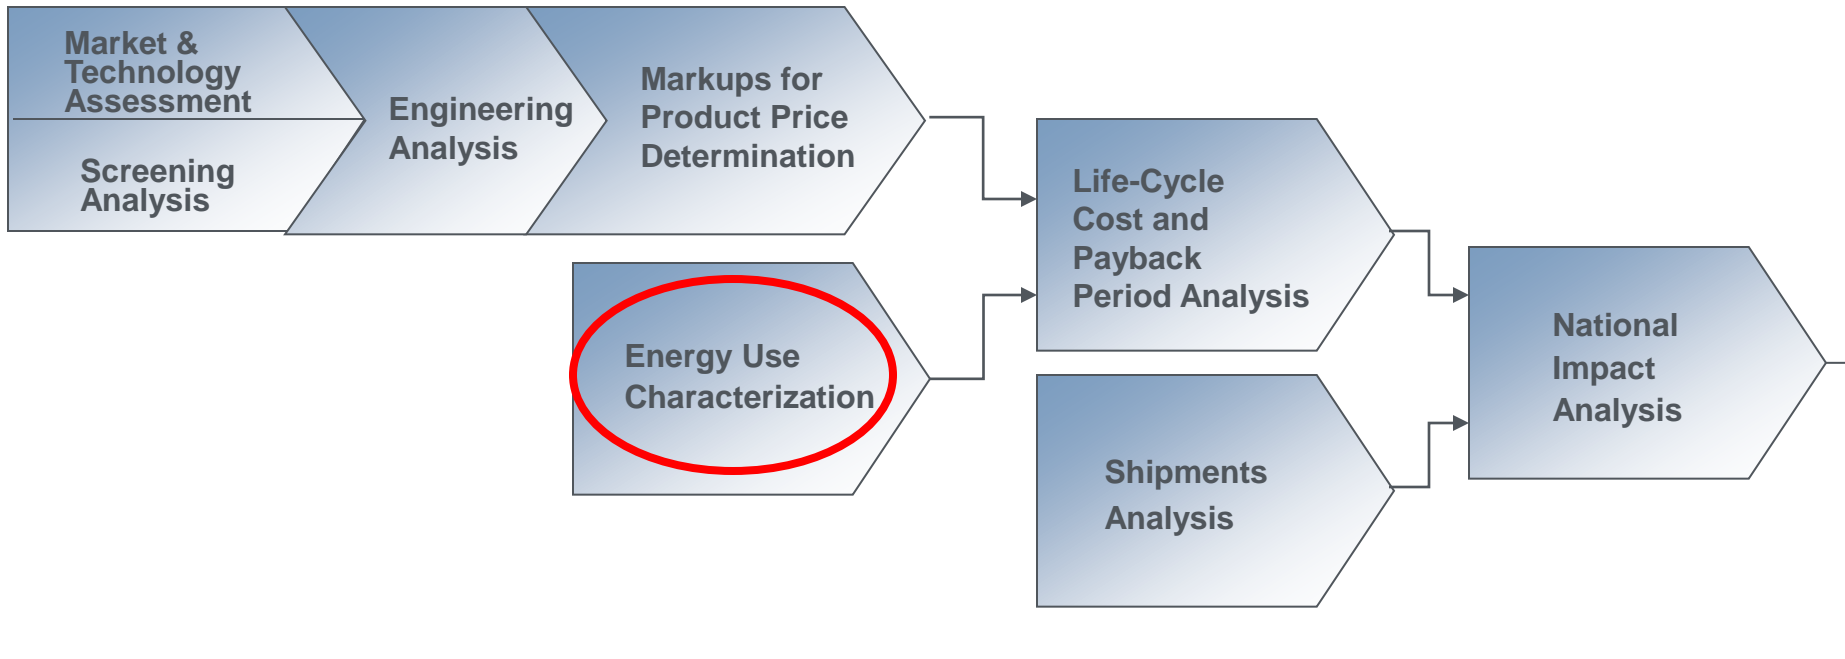 Market &
Technology
Assessment
Screening
Analysis
Engineering
Analysis
Markups for
Product Price
Determination
Energy Use
Characterization
Life-Cycle
Cost and
Payback
Period Analysis
Shipments
Analysis
National
Impact
Analysis